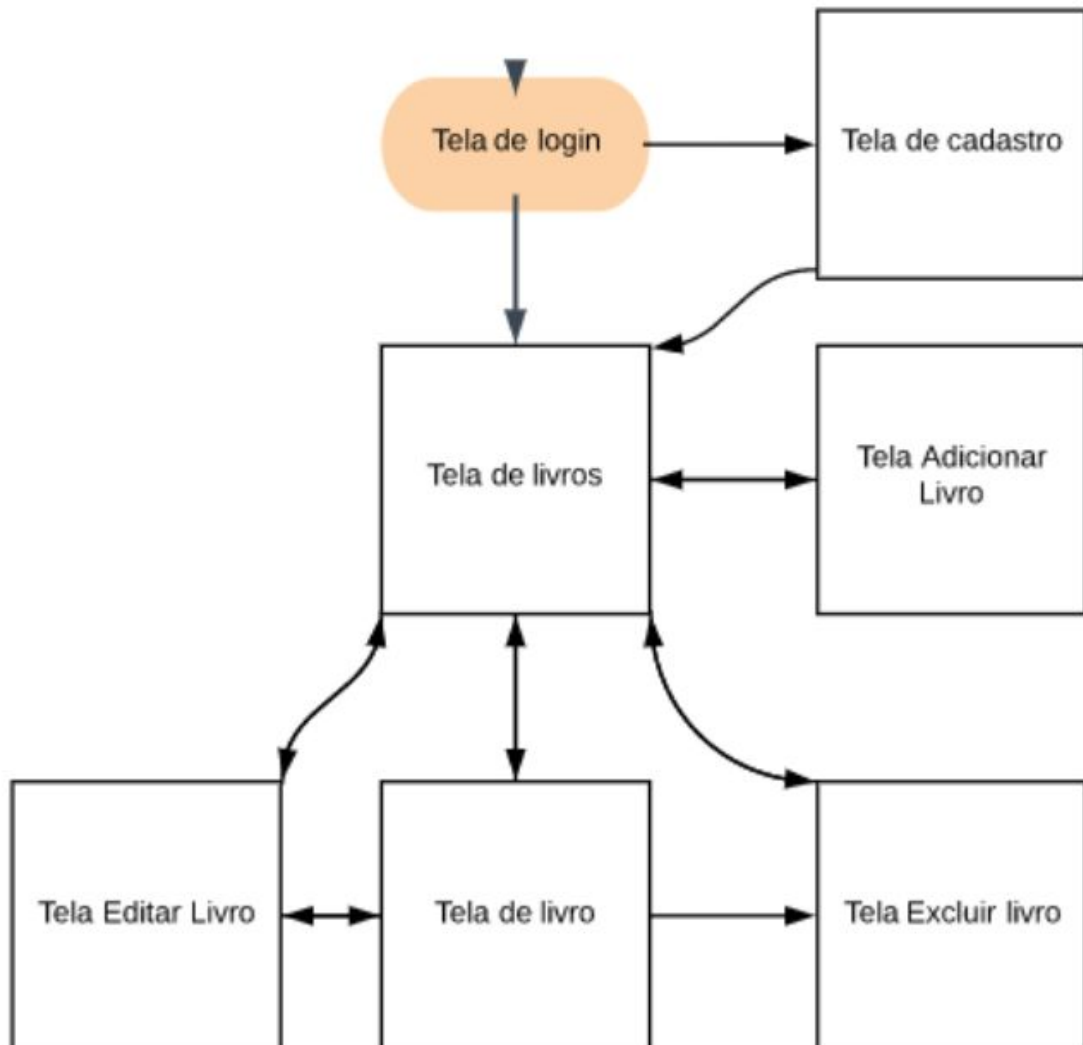 Tela de login
Tela de cadastro
Tela de livros
Tela Adicionar
Livro
Tela Editar Livro
Tela de livro
Tela Excluir livro